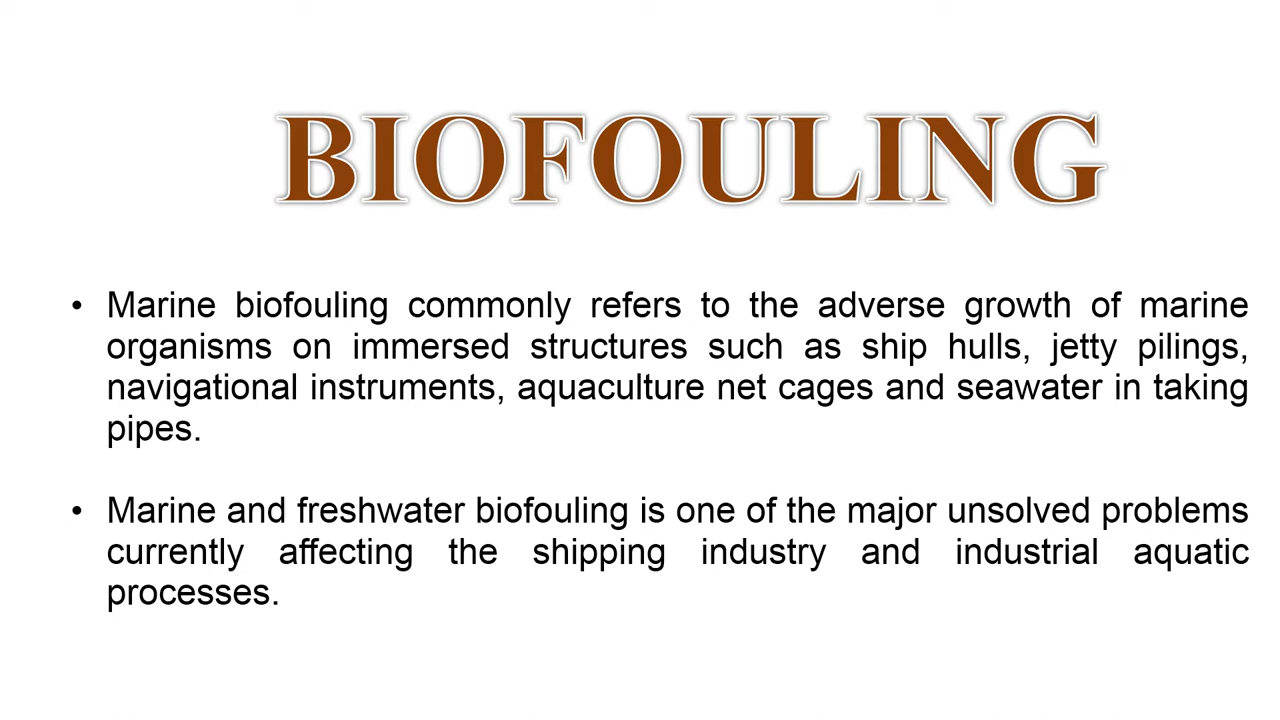 BIOFOULING
• Marine biofouling commonly refers to the adverse growth of marine
organisms on immersed structures such as ship hulls, jetty pilings,
navigational instruments, aquaculture net cages and seawater in taking
pipes.
• Marine and freshwater biofouling is one of the major unsolved problems
currently affecting the shipping industry and industrial aquatic
processes.